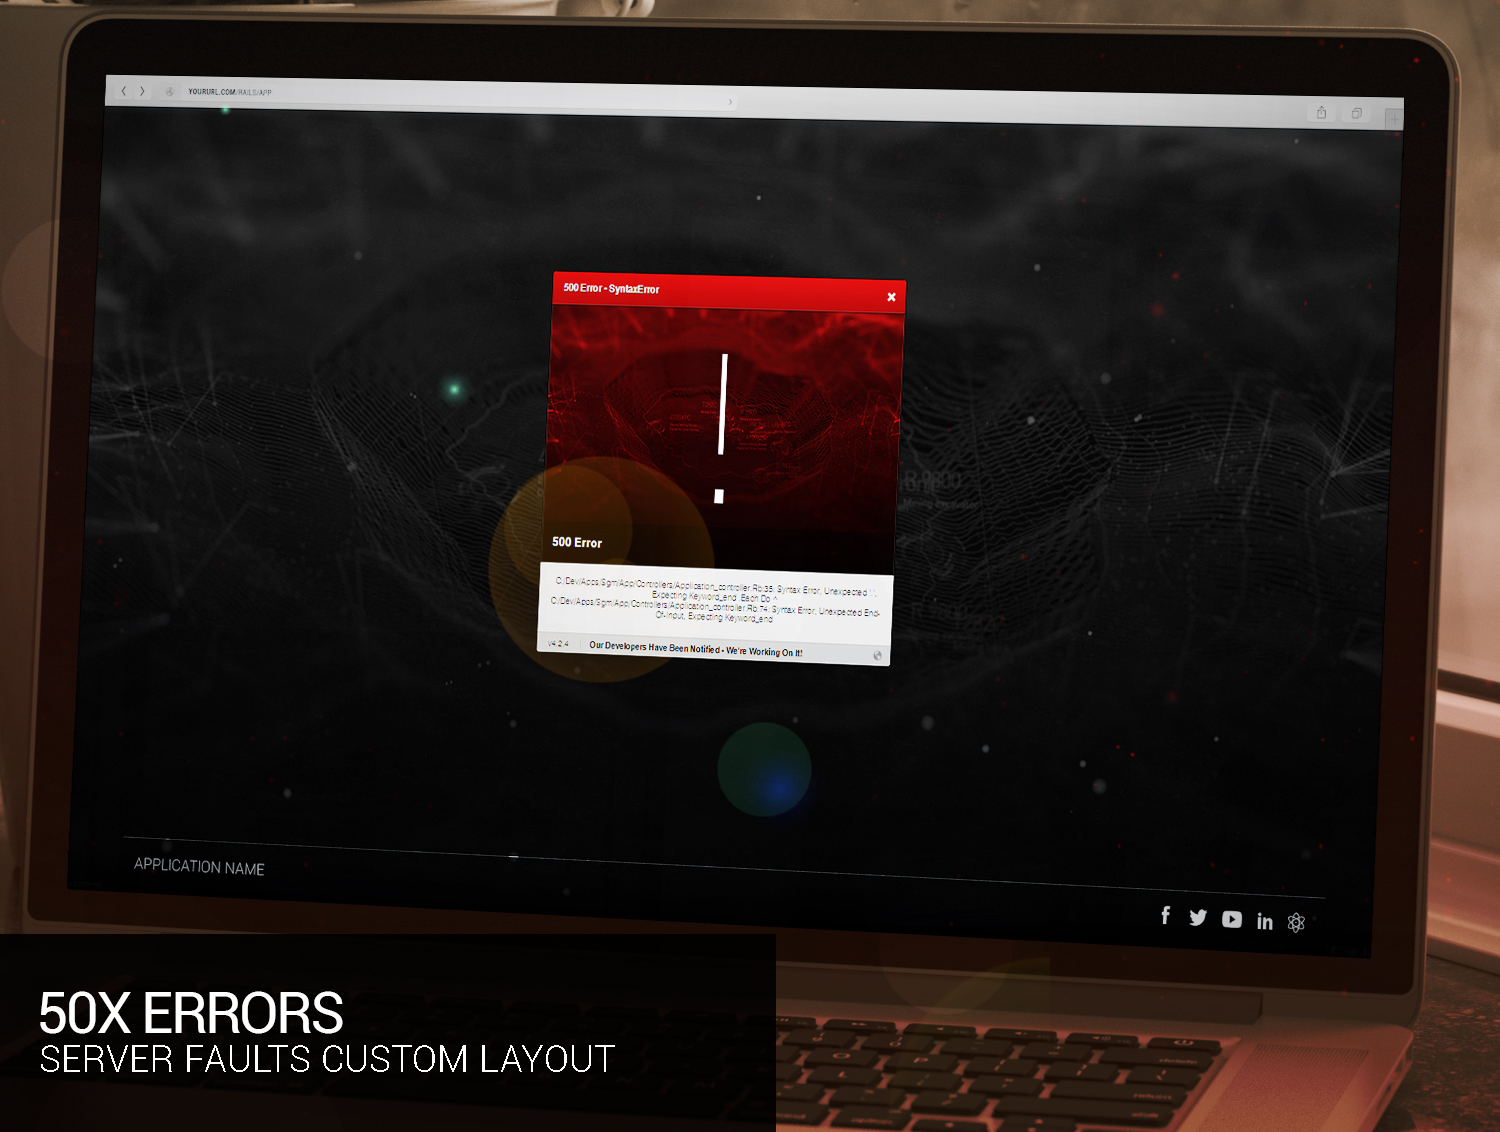 YOURURL.COM/RAILS/APP
500 Error - SyntaxError
500 Error
C:/Dev/Apps/Sgm/App/Controllers/Application_controller.Rb:35: Syntax Error, Unexpected '.',
Expecting Keyword_end .Each Do ^
C:/Dev/Apps/Sgm/App/Controllers/Application_controller.Rb:74: Syntax Error, Unexpected End-
Of-Input, Expecting Keyword_end
v4.2.4 Our Developers Have Been Notified - We're Working On It!
APPLICATION NAME
50X ERRORS
SERVER FAULTS CUSTOM LAYOUT